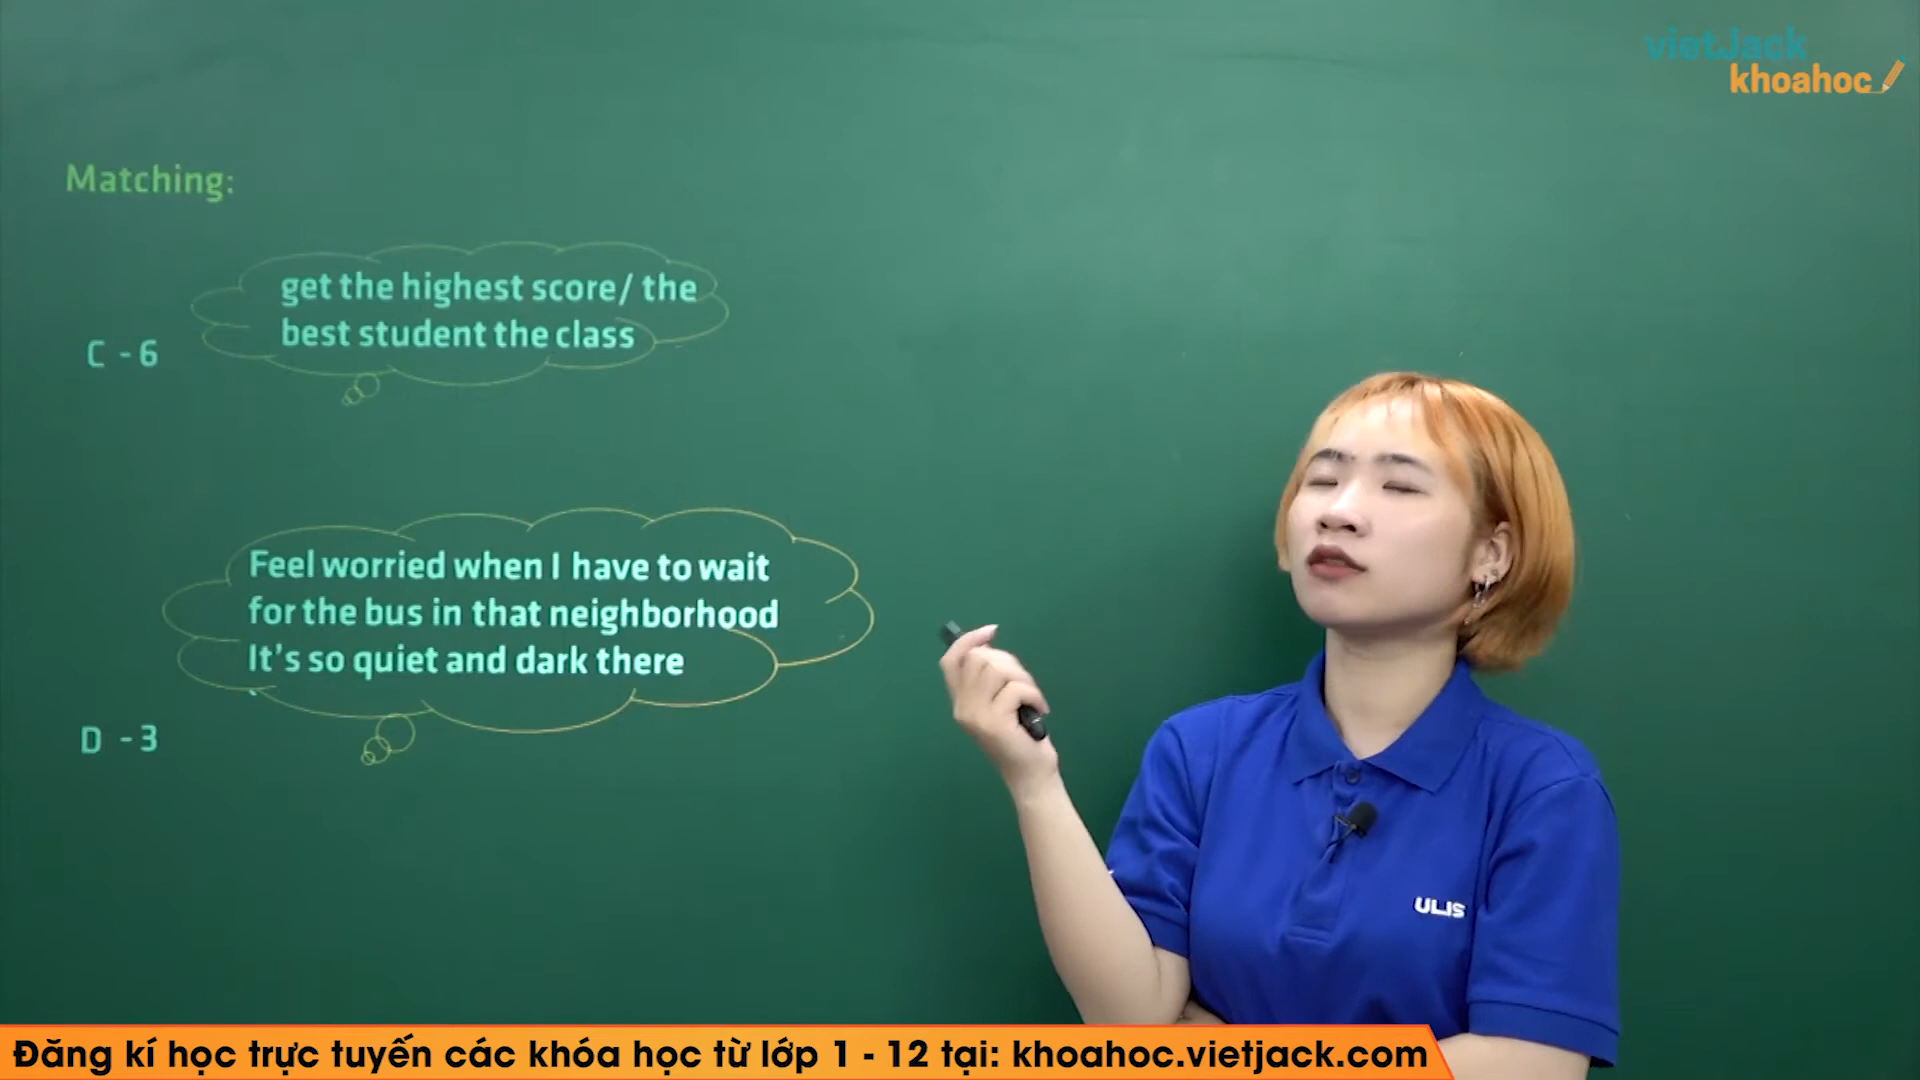 vietJack
khoahoc
Matching:
get the highest score/ the
best student the class
C - 6
Feel worried when I have to wait
for the bus in that neighborhood
It's so quiet and dark there
D - 3
ULIS
Đăng kí học trực tuyến các khóa học từ lớp 1 - 12 tại: khoahoc.vietjack.com